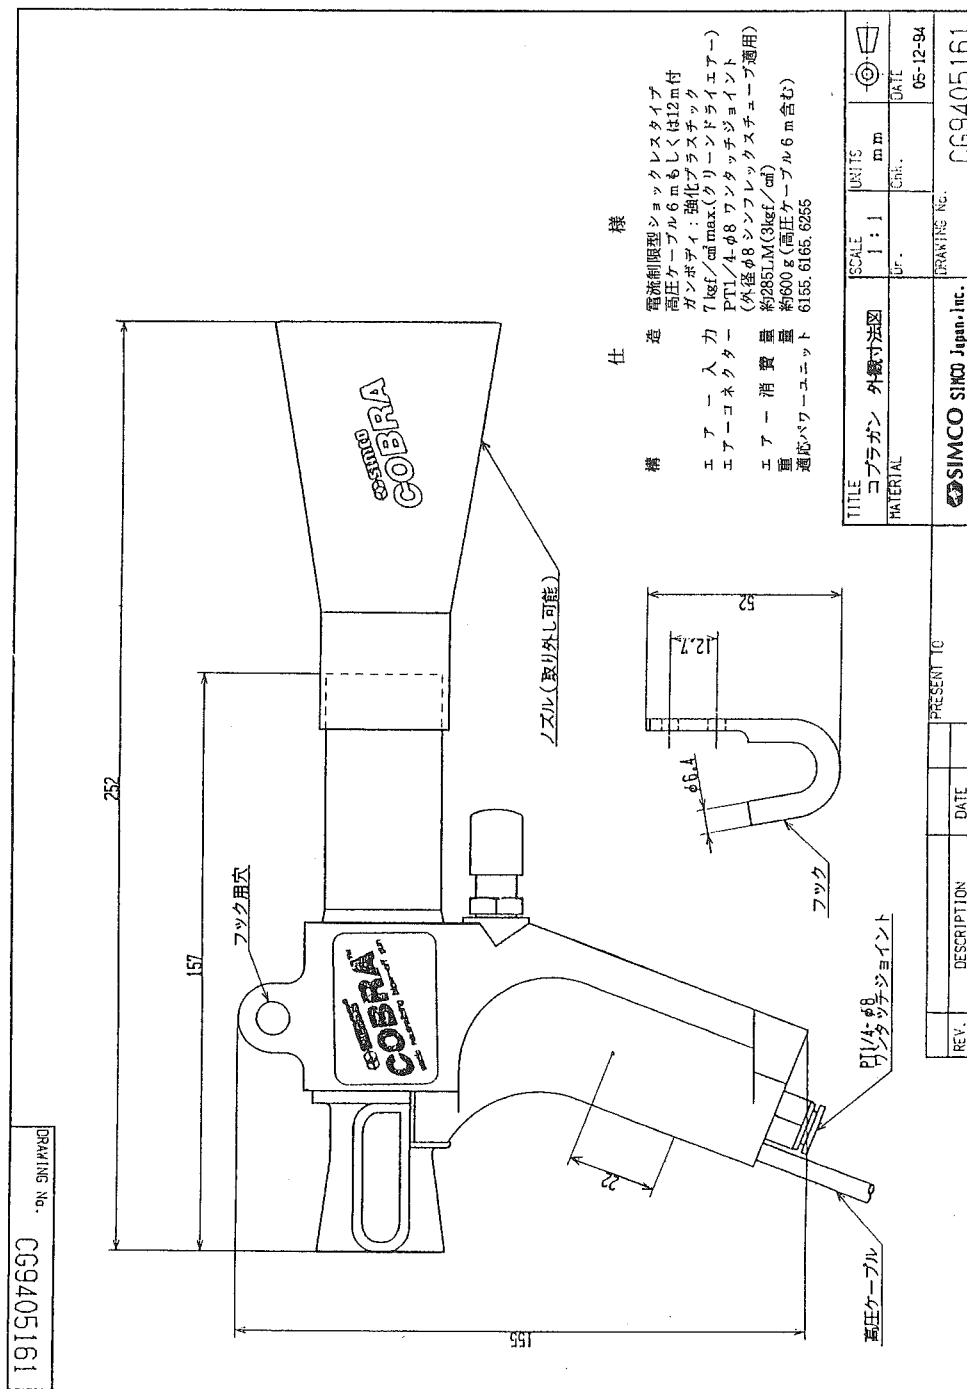 DRAWING No. CG9405161
252
157
155
22
フック用穴
SIMCO
COBRA
COBRA™
ノズル(取り外し可能)
高圧ケーブル
PT1/4-φ8
ワンタッチジョイント
フック
φ6.4
12.7
52
仕 様
構 造 電流制限型ショックレスタイプ
高圧ケーブル6mもしくは12m付
ガンボディ:強化プラスチック
エアー入力 7kgf/c㎡max.(クリーンドライエアー)
エアーコネクター PT1/4-φ8 ワンタッチジョイント
(外径φ8シンフレックスチューブ適用)
エアー消費量 約285LM(3kgf/c㎡)
重 量 約600g(高圧ケーブル6m含む)
適応パワーユニット 6155.6165.6255
REV. DESCRIPTION DATE
PRESENT TO
TITLE
コブラガン 外観寸法図
SCALE
1:1
UNITS
mm
MATERIAL
Dr.
Chk.
DATE
05-12-94
SIMCO SIMCO Japan.Inc.
DRAWING No.
CG9405161